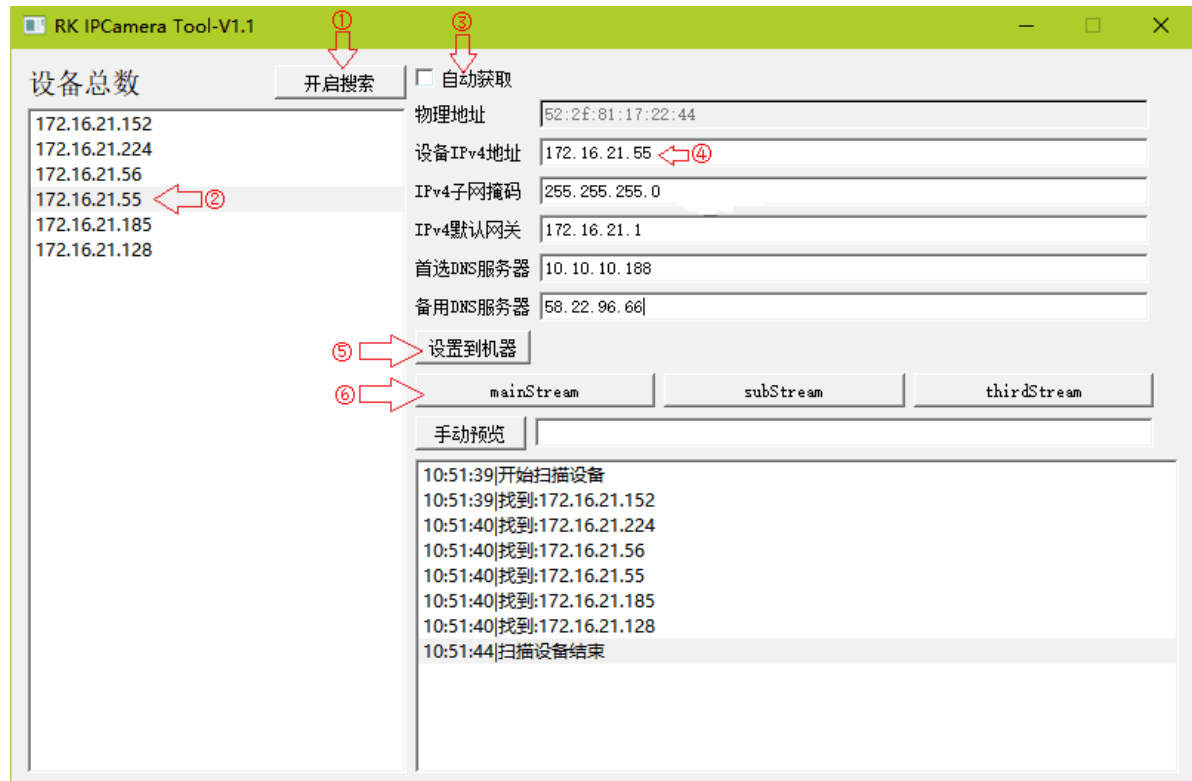 RK IPCamera Tool-V1.1
① ③
设备总数 开启搜索
172.16.21.152
172.16.21.224
172.16.21.56
172.16.21.55 ②
172.16.21.185
172.16.21.128
自动获取
物理地址 52:2f:81:17:22:44
设备IPv4地址 172.16.21.55 ④
IPv4子网掩码 255.255.255.0
IPv4默认网关 172.16.21.1
首选DNS服务器 10.10.10.188
备用DNS服务器 58.22.96.66
⑤ 设置到机器
⑥ mainStream subStream thirdStream
手动预览
10:51:39|开始扫描设备
10:51:39|找到:172.16.21.152
10:51:40|找到:172.16.21.224
10:51:40|找到:172.16.21.56
10:51:40|找到:172.16.21.55
10:51:40|找到:172.16.21.185
10:51:40|找到:172.16.21.128
10:51:44|扫描设备结束